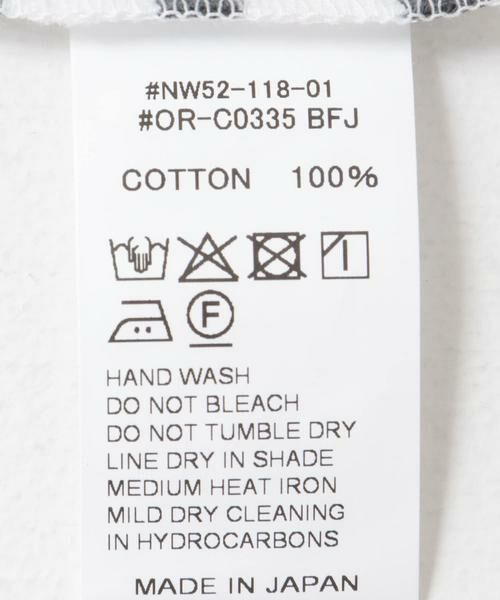 #NW52-118-01
#OR-C0335 BFJ
COTTON 100%
F
HAND WASH
DO NOT BLEACH
DO NOT TUMBLE DRY
LINE DRY IN SHADE
MEDIUM HEAT IRON
MILD DRY CLEANING
IN HYDROCARBONS
MADE IN JAPAN